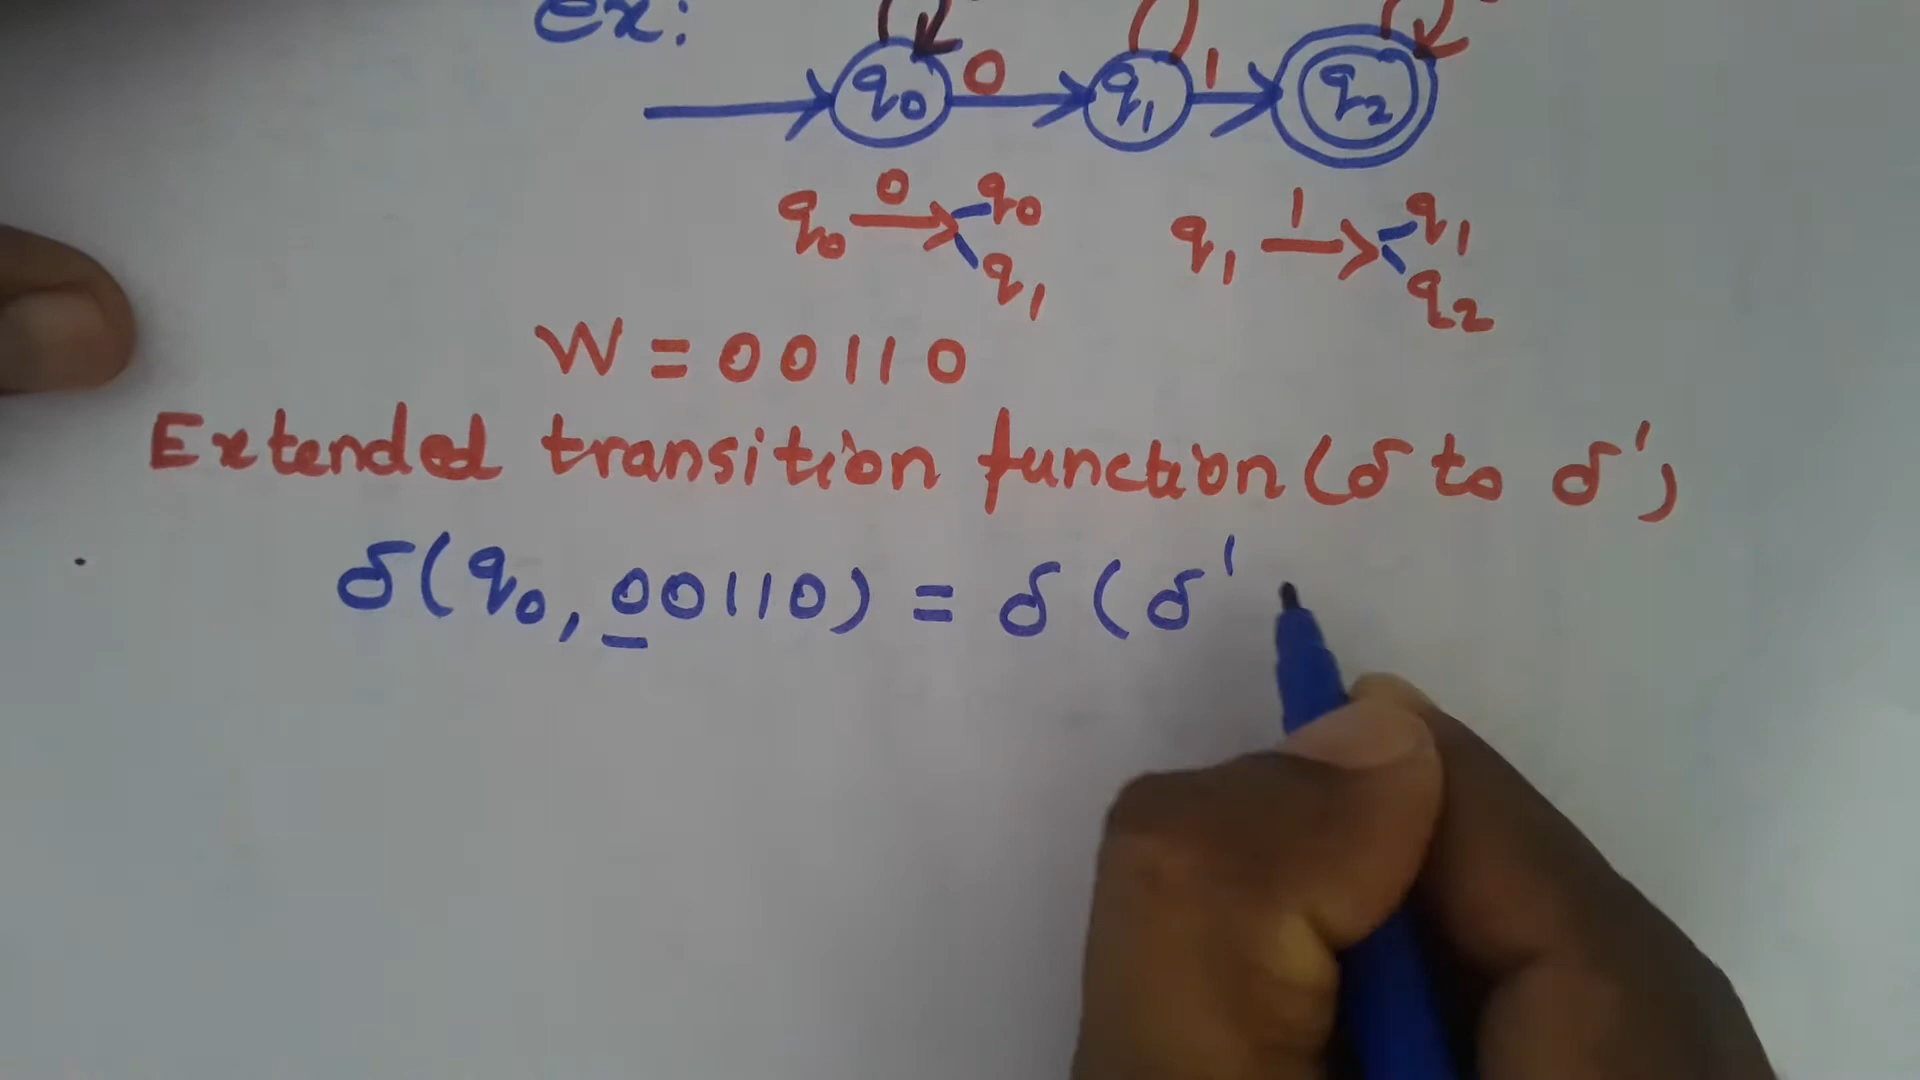 ex:
q0 0 q1 1 q2
q0 0 q0 q1 q1 1 q1 q2
W = 00110
Extended transition function (δ to δ')
δ(q0, 00110) = δ(δ'